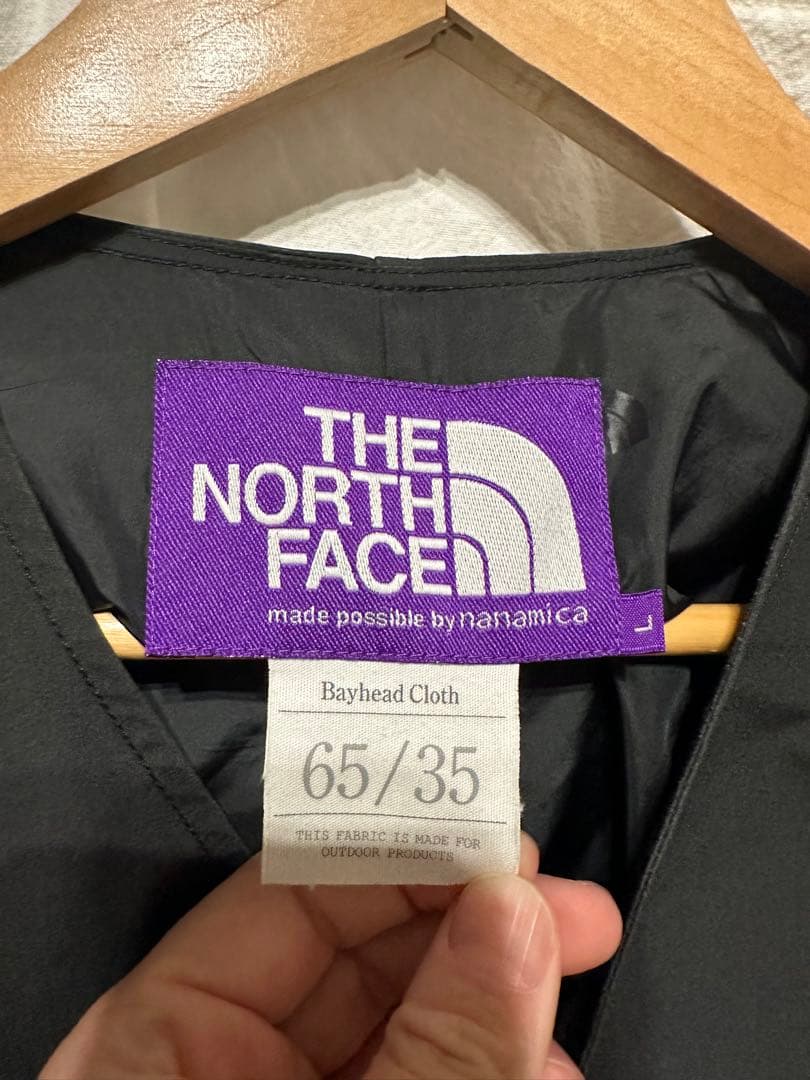 THE
NORTH
FACE
made possible by nanamica
L
Bayhead Cloth
65/35
THIS FABRIC IS MADE FOR
OUTDOOR PRODUCTS